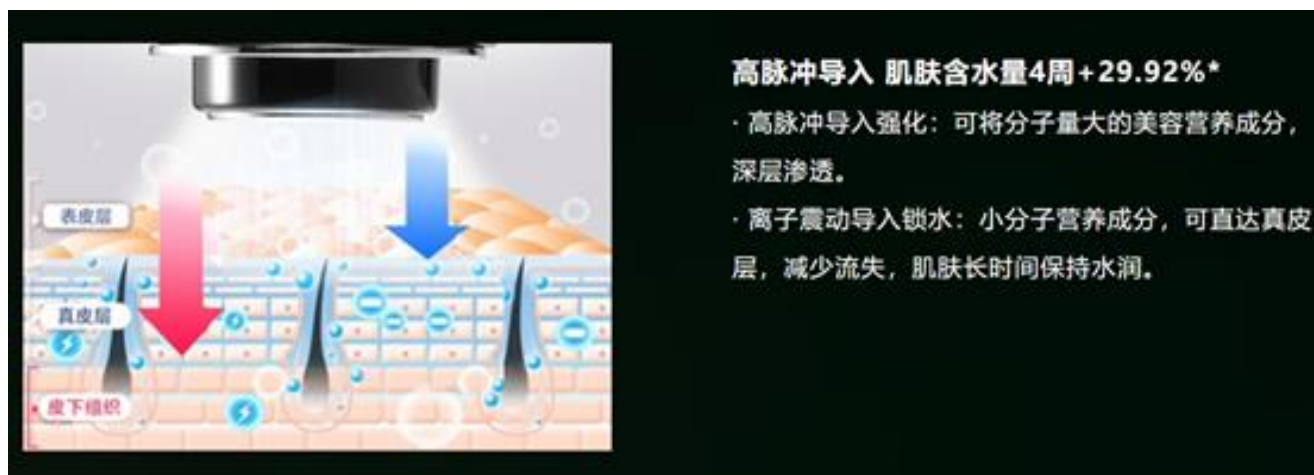 高脉冲导入 肌肤含水量4周+29.92%*
· 高脉冲导入强化：可将分子量大的美容营养成分，
深层渗透。
· 离子震动导入锁水：小分子营养成分，可直达真皮
层，减少流失，肌肤长时间保持水润。
表皮层
真皮层
皮下组织